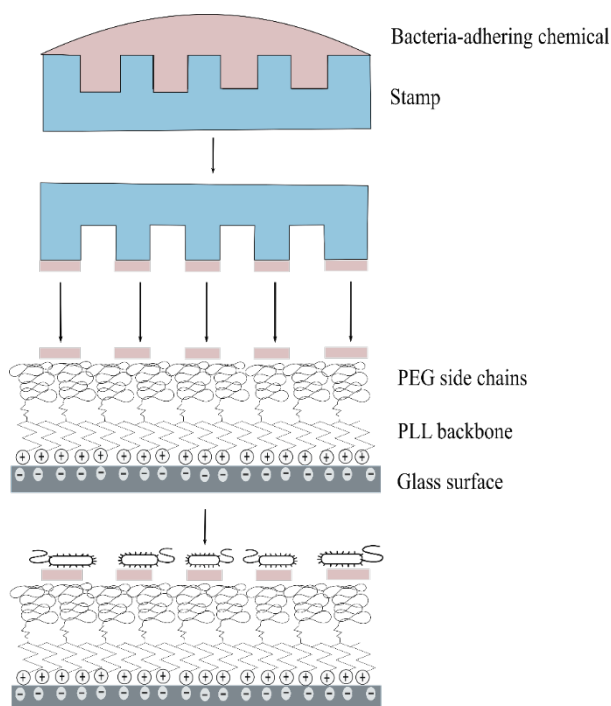 Bacteria-adhering chemical
Stamp
PEG side chains
PLL backbone
Glass surface